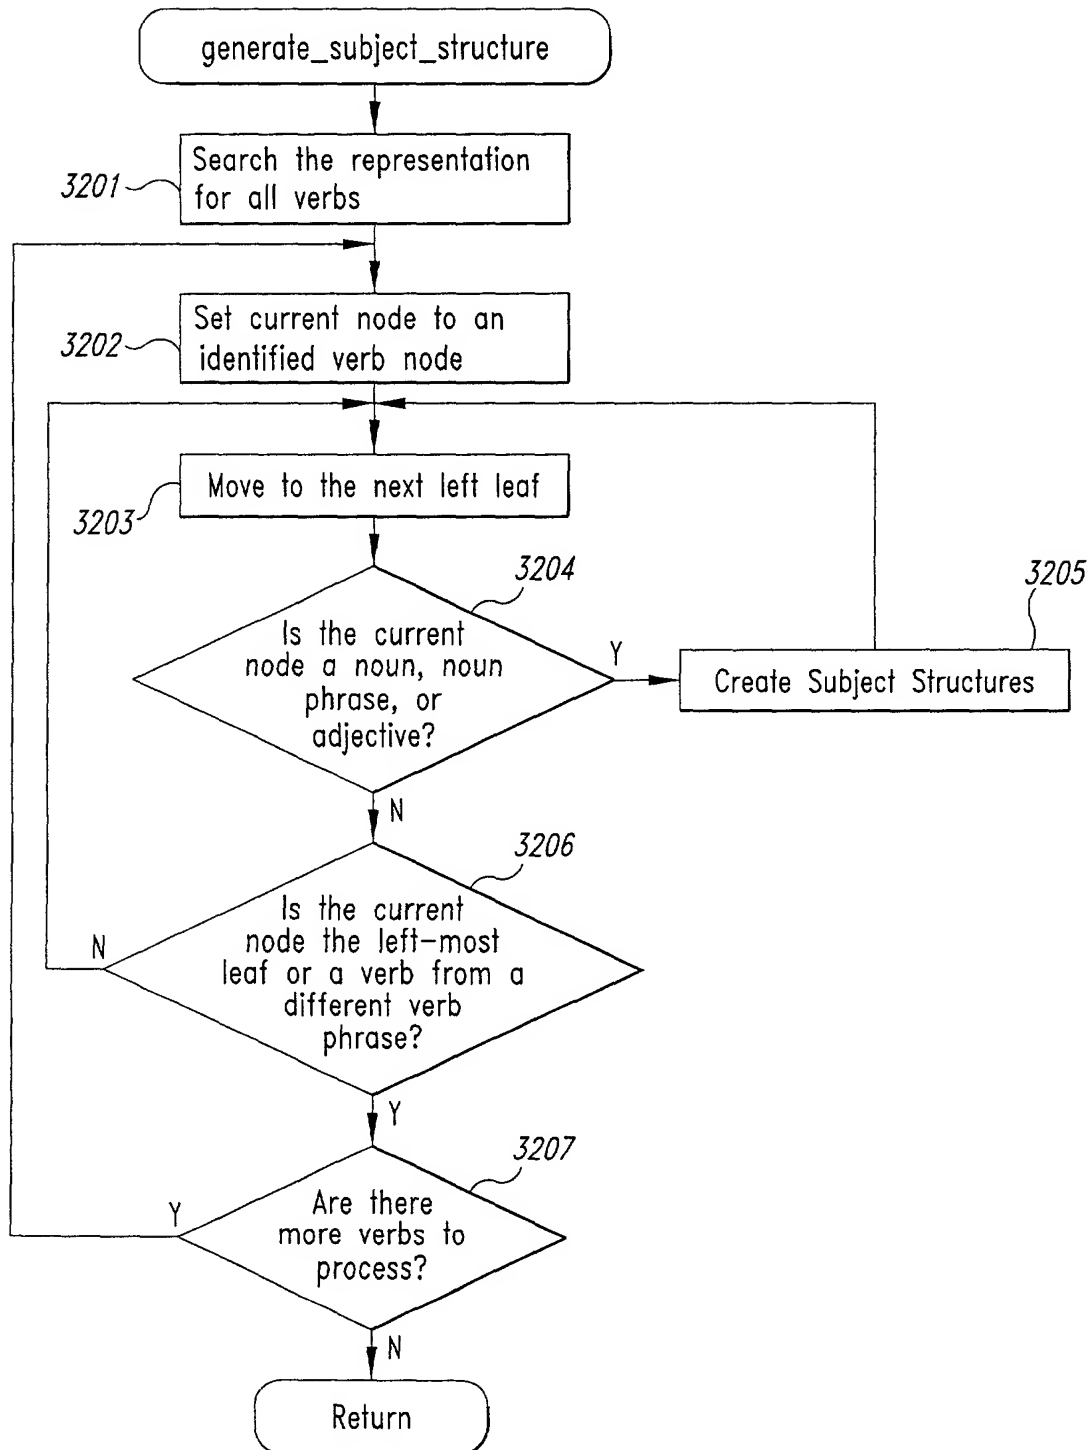 generate_subject_structure
Search the representation
for all verbs
3201
Set current node to an
identified verb node
3202
Move to the next left leaf
3203
3204
Is the current
node a noun, noun
phrase, or
adjective?
Y
3205
Create Subject Structures
N
3206
Is the current
node the left-most
leaf or a verb from a
different verb
phrase?
N
Y
3207
Are there
more verbs to
process?
Y
N
Return